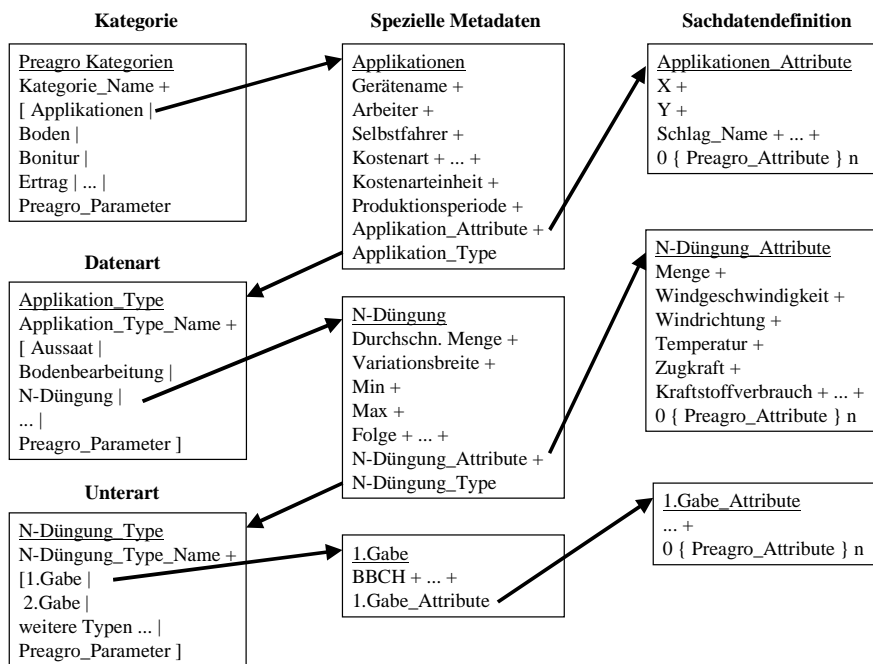 Kategorie
Preagro Kategorien
Kategorie_Name +
[ Applikationen |
Boden |
Bonitur |
Ertrag | ... |
Preagro_Parameter
Datenart
Applikation_Type
Applikation_Type_Name +
[ Aussaat |
Bodenbearbeitung |
N-Düngung |
... |
Preagro_Parameter ]
Unterart
N-Düngung_Type
N-Düngung_Type_Name +
[1.Gabe |
2.Gabe |
weitere Typen ... |
Preagro_Parameter ]
Spezielle Metadaten
Applikationen
Gerätename +
Arbeiter +
Selbstfahrer +
Kostenart + ... +
Kostenarteinheit +
Produktionsperiode +
Applikation_Attribute +
Applikation_Type
N-Düngung
Durchschn. Menge +
Variationsbreite +
Min +
Max +
Folge + ... +
N-Düngung_Attribute +
N-Düngung_Type
1.Gabe
BBCH + ... +
1.Gabe_Attribute
Sachdatendefinition
Applikationen_Attribute
X +
Y +
Schlag_Name + ... +
0 { Preagro_Attribute } n
N-Düngung_Attribute
Menge +
Windgeschwindigkeit +
Windrichtung +
Temperatur +
Zugkraft +
Kraftstoffverbrauch + ... +
0 { Preagro_Attribute } n
1.Gabe_Attribute
... +
0 { Preagro_Attribute } n